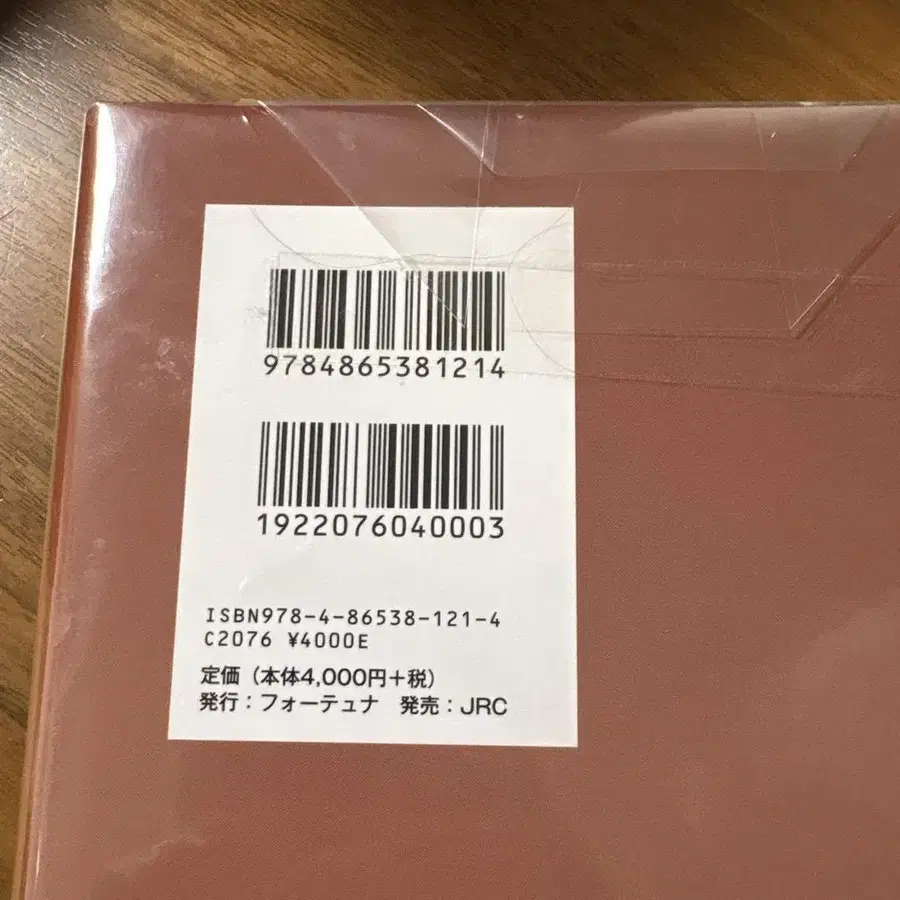 9784865381214
1922076040003
ISBN978-4-86538-121-4
C2076 ¥4000E
定価（本体4,000円+税）
発行：フォーテュナ　発売：JRC